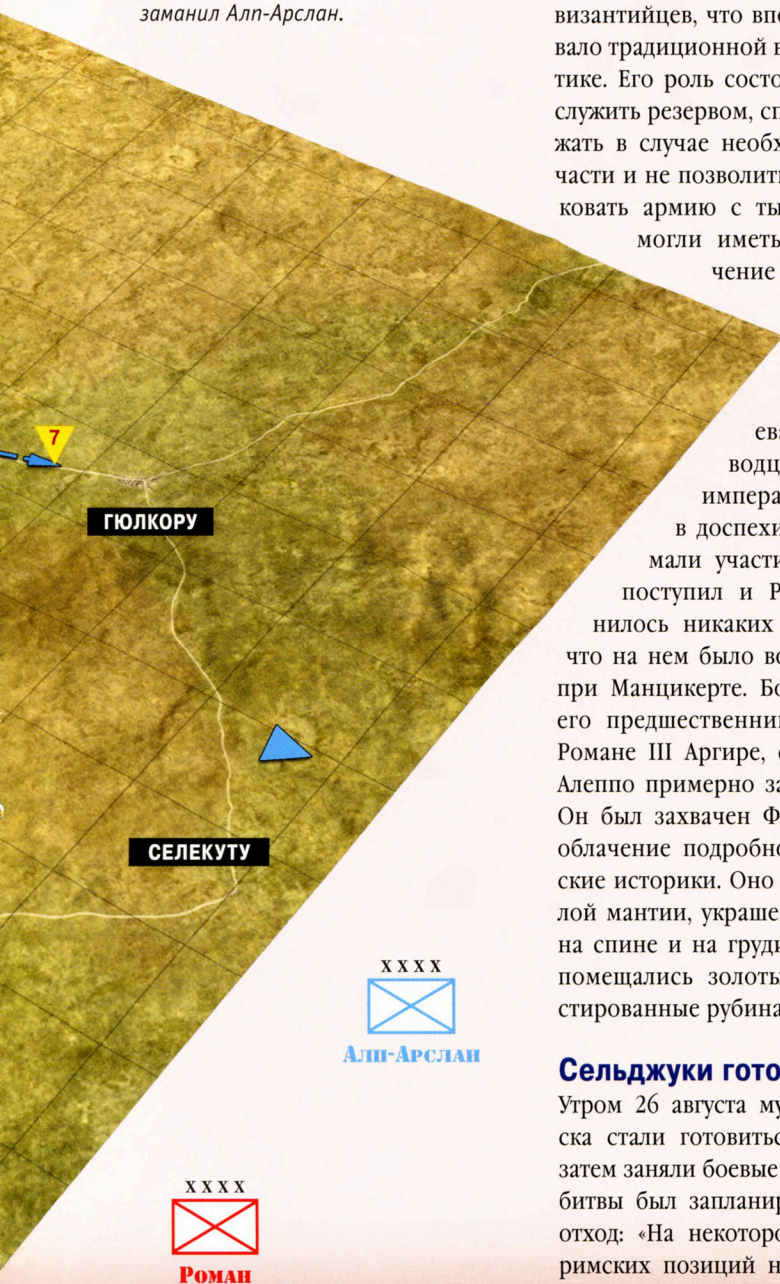 заманил Алп-Арслан.
7
ГЮЛКОРУ
СЕЛЕКУТУ
XXXX
Алп-Арслан
XXXX
Роман
византийцев, что впе
вало традиционной в
тике. Его роль состо
служить резервом, сп
жать в случае необх
части и не позволить
ковать армию с ты
могли иметь
чение
ева
водц
импера
в доспехи
мали участи
поступил и Р
нилось никаких
что на нем было во
при Манцикерте. Бо
его предшественни
Романе III Аргире,
Алеппо примерно за
Он был захвачен Ф
облачение подробно
ские историки. Оно
лой мантии, украше
на спине и на груди
помещались золоты
стированные рубина
Сельджуки гото
Утром 26 августа му
ска стали готовитьс
затем заняли боевые
битвы был запланир
отход: «На некоторо
римских позиций н